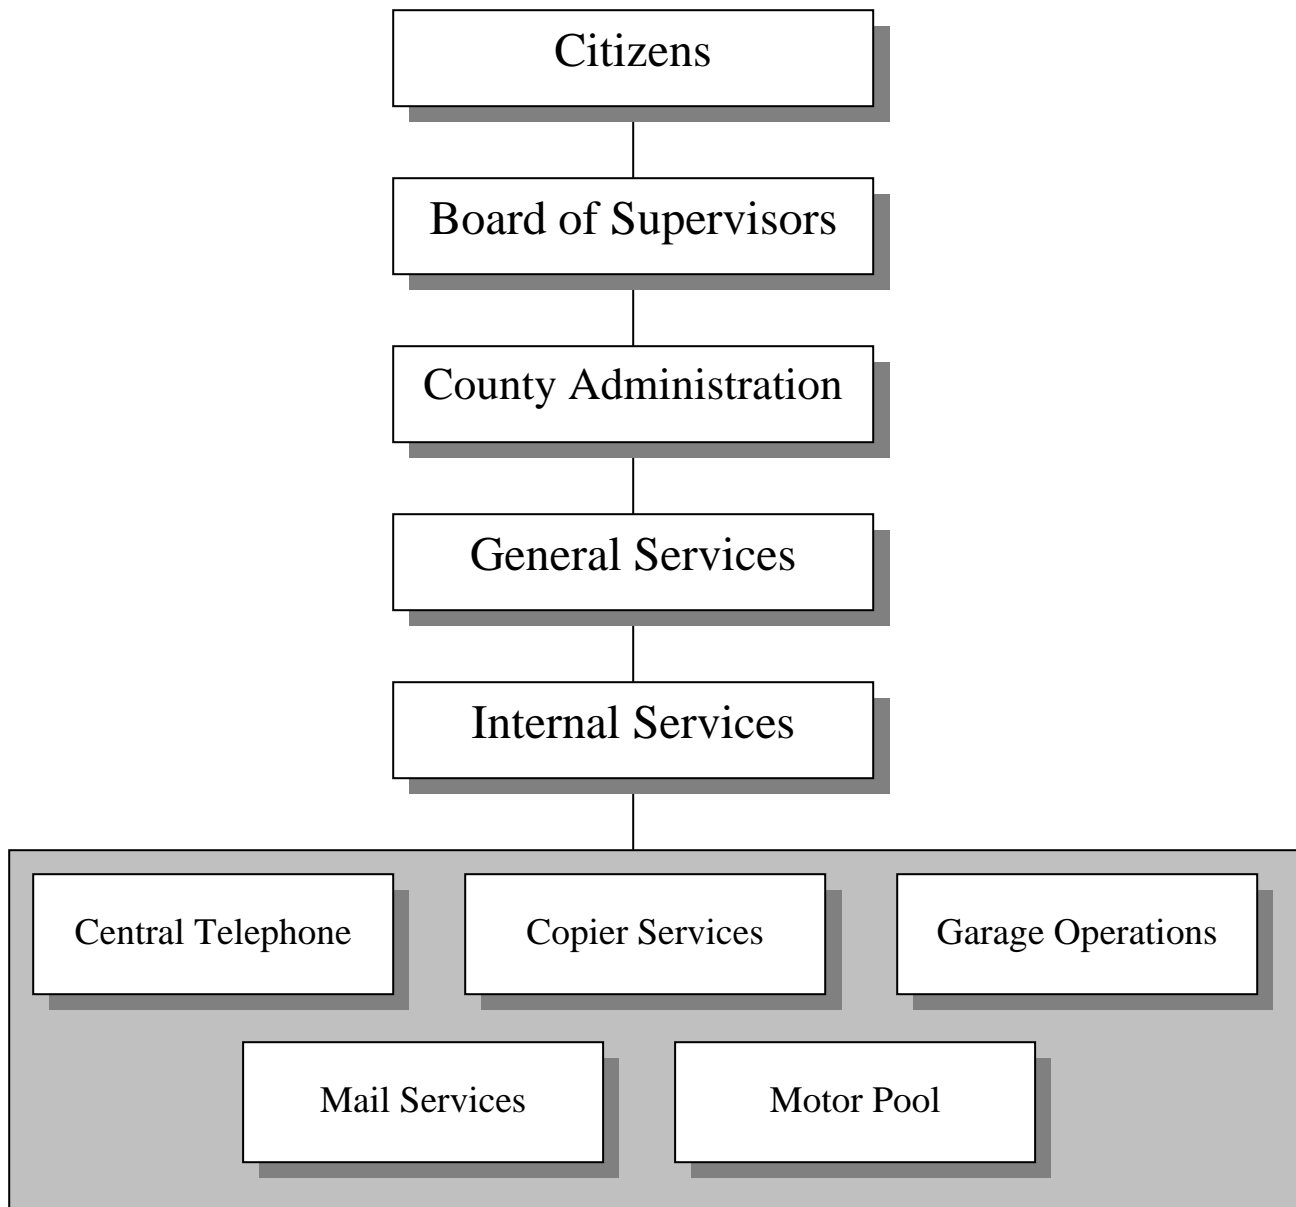 Citizens
Board of Supervisors
County Administration
General Services
Internal Services
Central Telephone
Copier Services
Garage Operations
Mail Services
Motor Pool